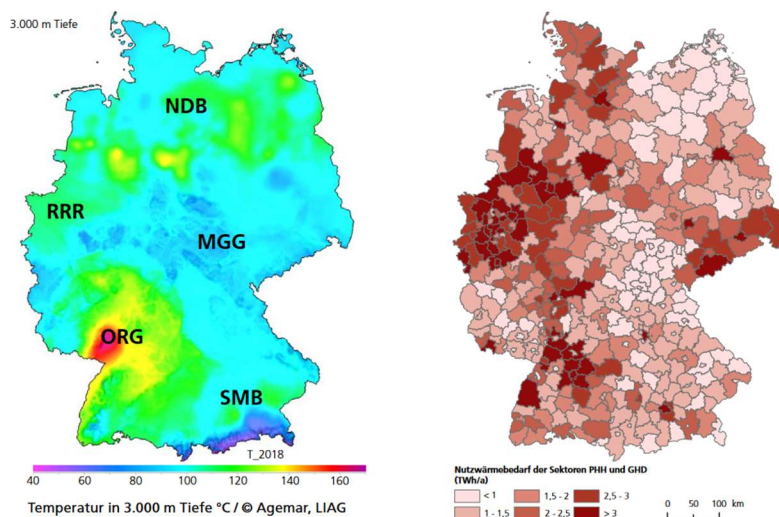 3.000 m Tiefe
NDB
RRR
MGG
ORG
SMB
T_2018
40 60 80 100 120 140 160
Temperatur in 3.000 m Tiefe °C / © Agemar, LIAG
Nutzwärmebedarf der Sektoren PHH und GHD
(TWh/a)
< 1 1,5 - 2 2,5 - 3
1 - 1,5 2 - 2,5 > 3
0 50 100 km